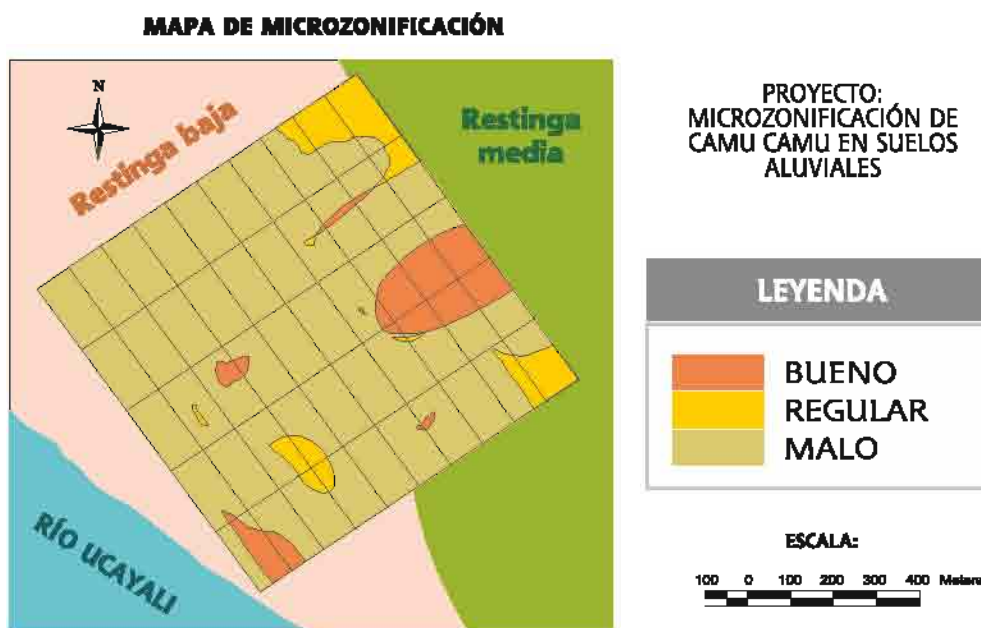 MAPA DE MICROZONIFICACIÓN
N
Restinga baja
Restinga
media
RÍO UCAYALI
PROYECTO:
MICROZONIFICACIÓN DE
CAMU CAMU EN SUELOS
ALUVIALES
LEYENDA
BUENO
REGULAR
MALO
ESCALA:
100 0 100 200 300 400 Meters